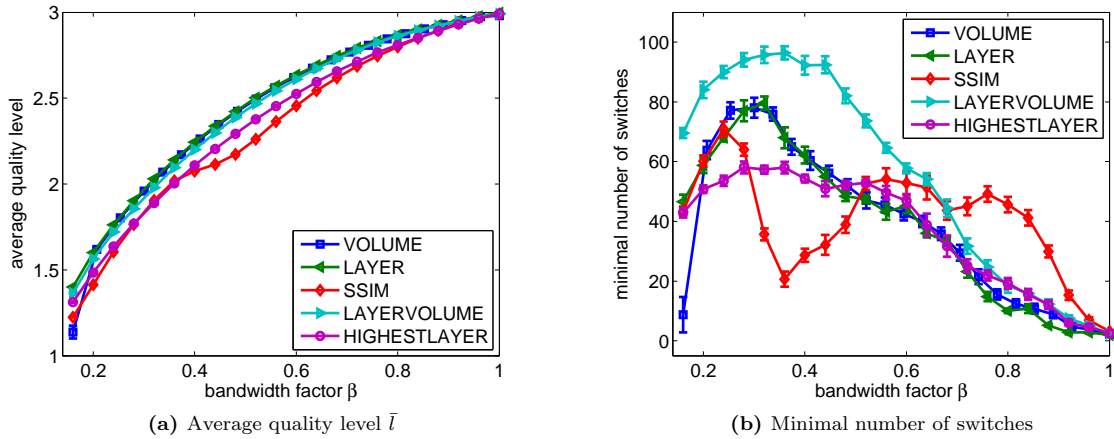 3
2.5
2
1.5
1
average quality level
VOLUME
LAYER
SSIM
LAYERVOLUME
HIGHESTLAYER
0.2 0.4 0.6 0.8 1
bandwidth factor β
(a) Average quality level l̄
100
80
60
40
20
0
minimal number of switches
VOLUME
LAYER
SSIM
LAYERVOLUME
HIGHESTLAYER
0.2 0.4 0.6 0.8 1
bandwidth factor β
(b) Minimal number of switches